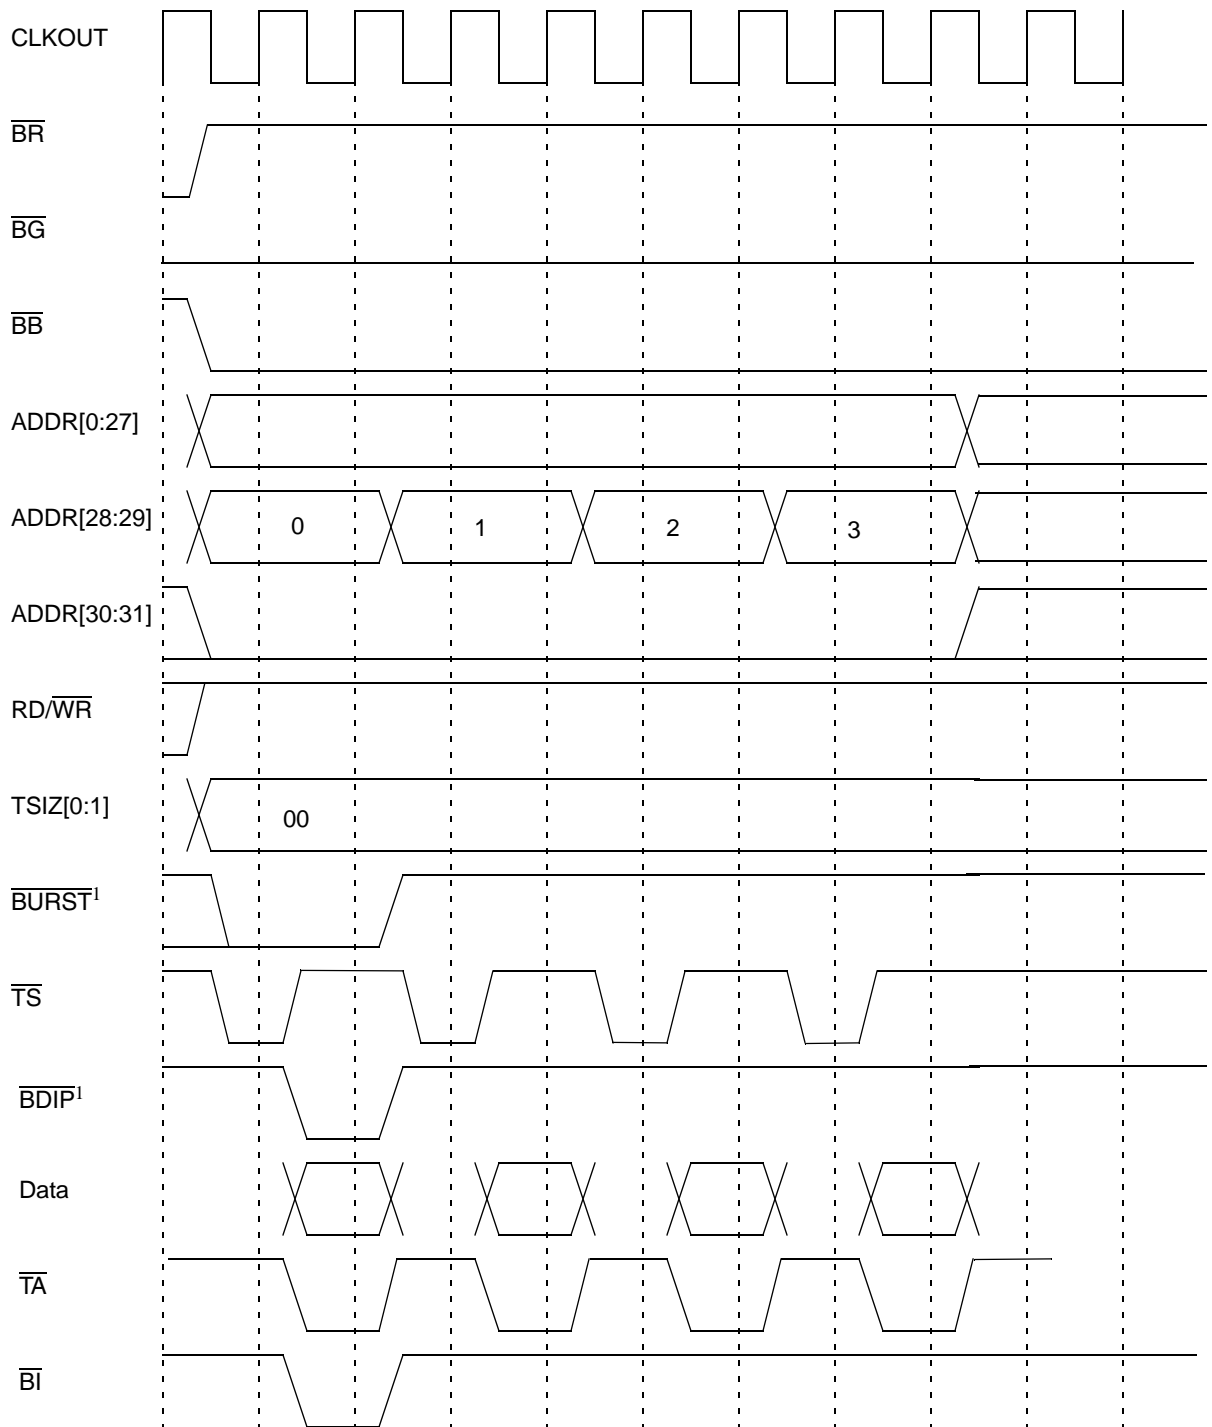 CLKOUT
BR
BG
BB
ADDR[0:27]
ADDR[28:29] 0 1 2 3
ADDR[30:31]
RD/WR
TSIZ[0:1] 00
BURST1
TS
BDIP1
Data
TA
BI